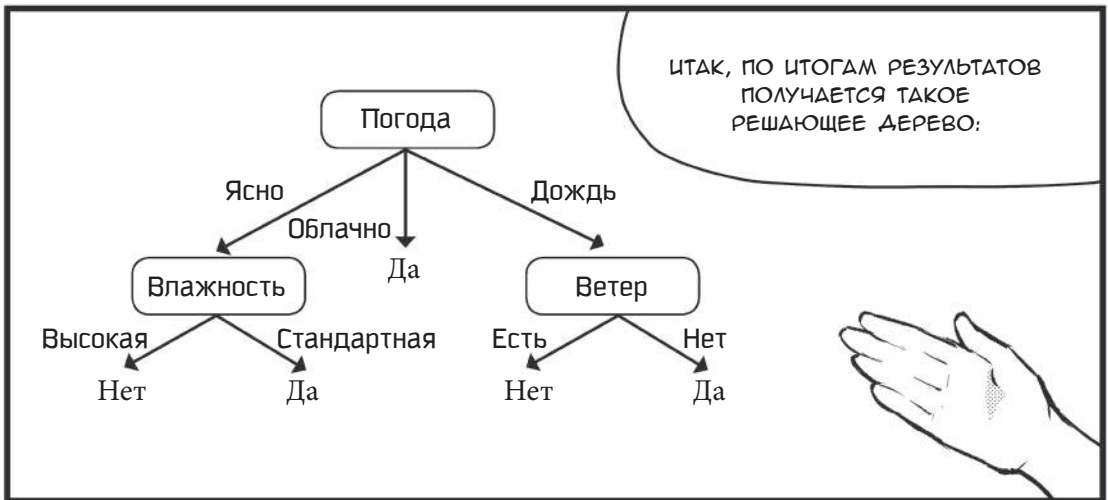 ИТАК, ПО ИТОГАМ РЕЗУЛЬТАТОВ
ПОЛУЧАЕТСЯ ТАКОЕ
РЕШАЮЩЕЕ ДЕРЕВО:
Погода
Ясно
Облачно
Дождь
Да
Влажность
Ветер
Высокая
Стандартная
Есть
Нет
Нет
Да
Нет
Да